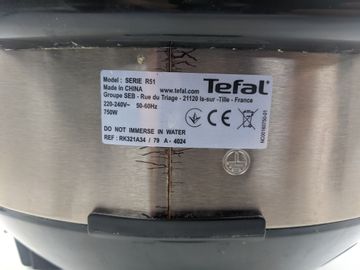 Model : SERIE R51
Made in CHINA
www.tefal.com
Tefal
Groupe SEB - Rue du Triage - 21120 Is-sur -Tille - France
220-240V~ 50-60Hz
750W
DO NOT IMMERSE IN WATER
REF : RK321A34 / 79 A - 4024